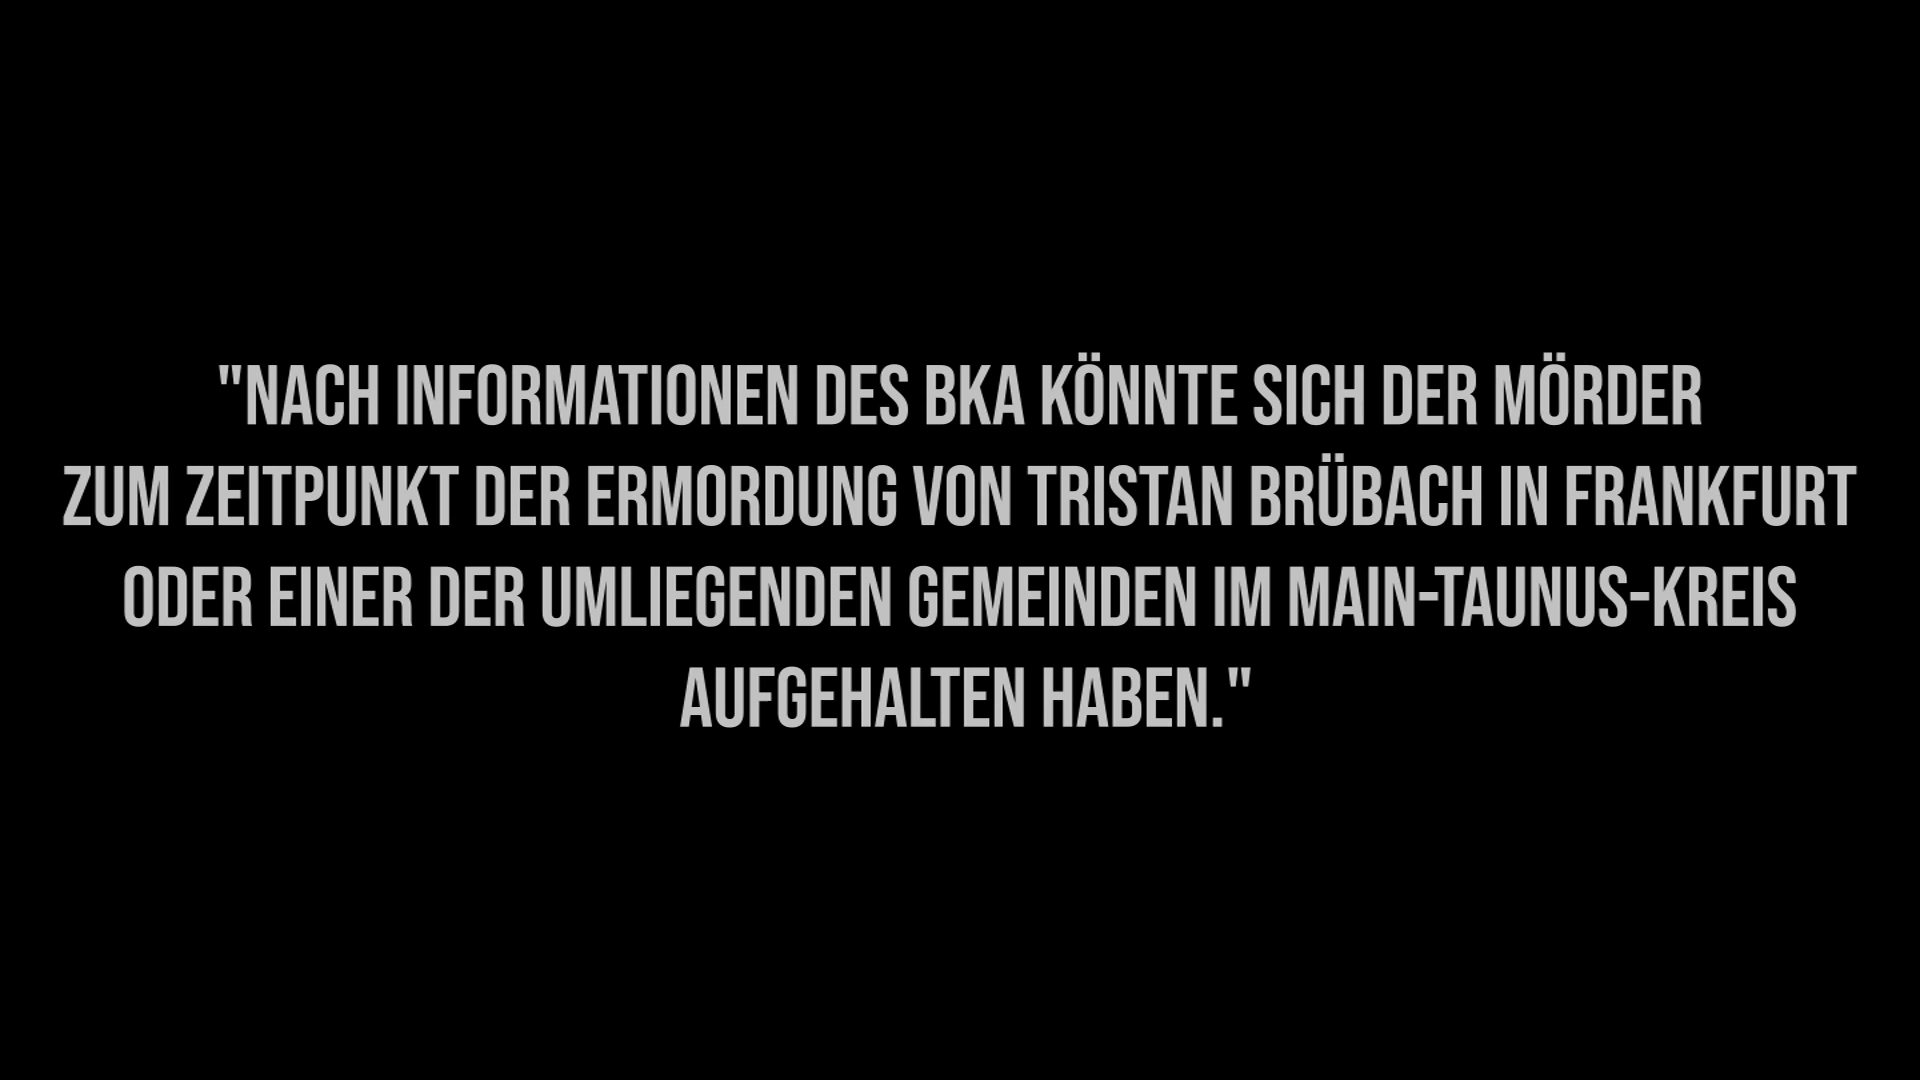 "NACH INFORMATIONEN DES BKA KÖNNTE SICH DER MÖRDER
ZUM ZEITPUNKT DER ERMORDUNG VON TRISTAN BRÜBACH IN FRANKFURT
ODER EINER DER UMLIEGENDEN GEMEINDEN IM MAIN-TAUNUS-KREIS
AUFGEHALTEN HABEN."